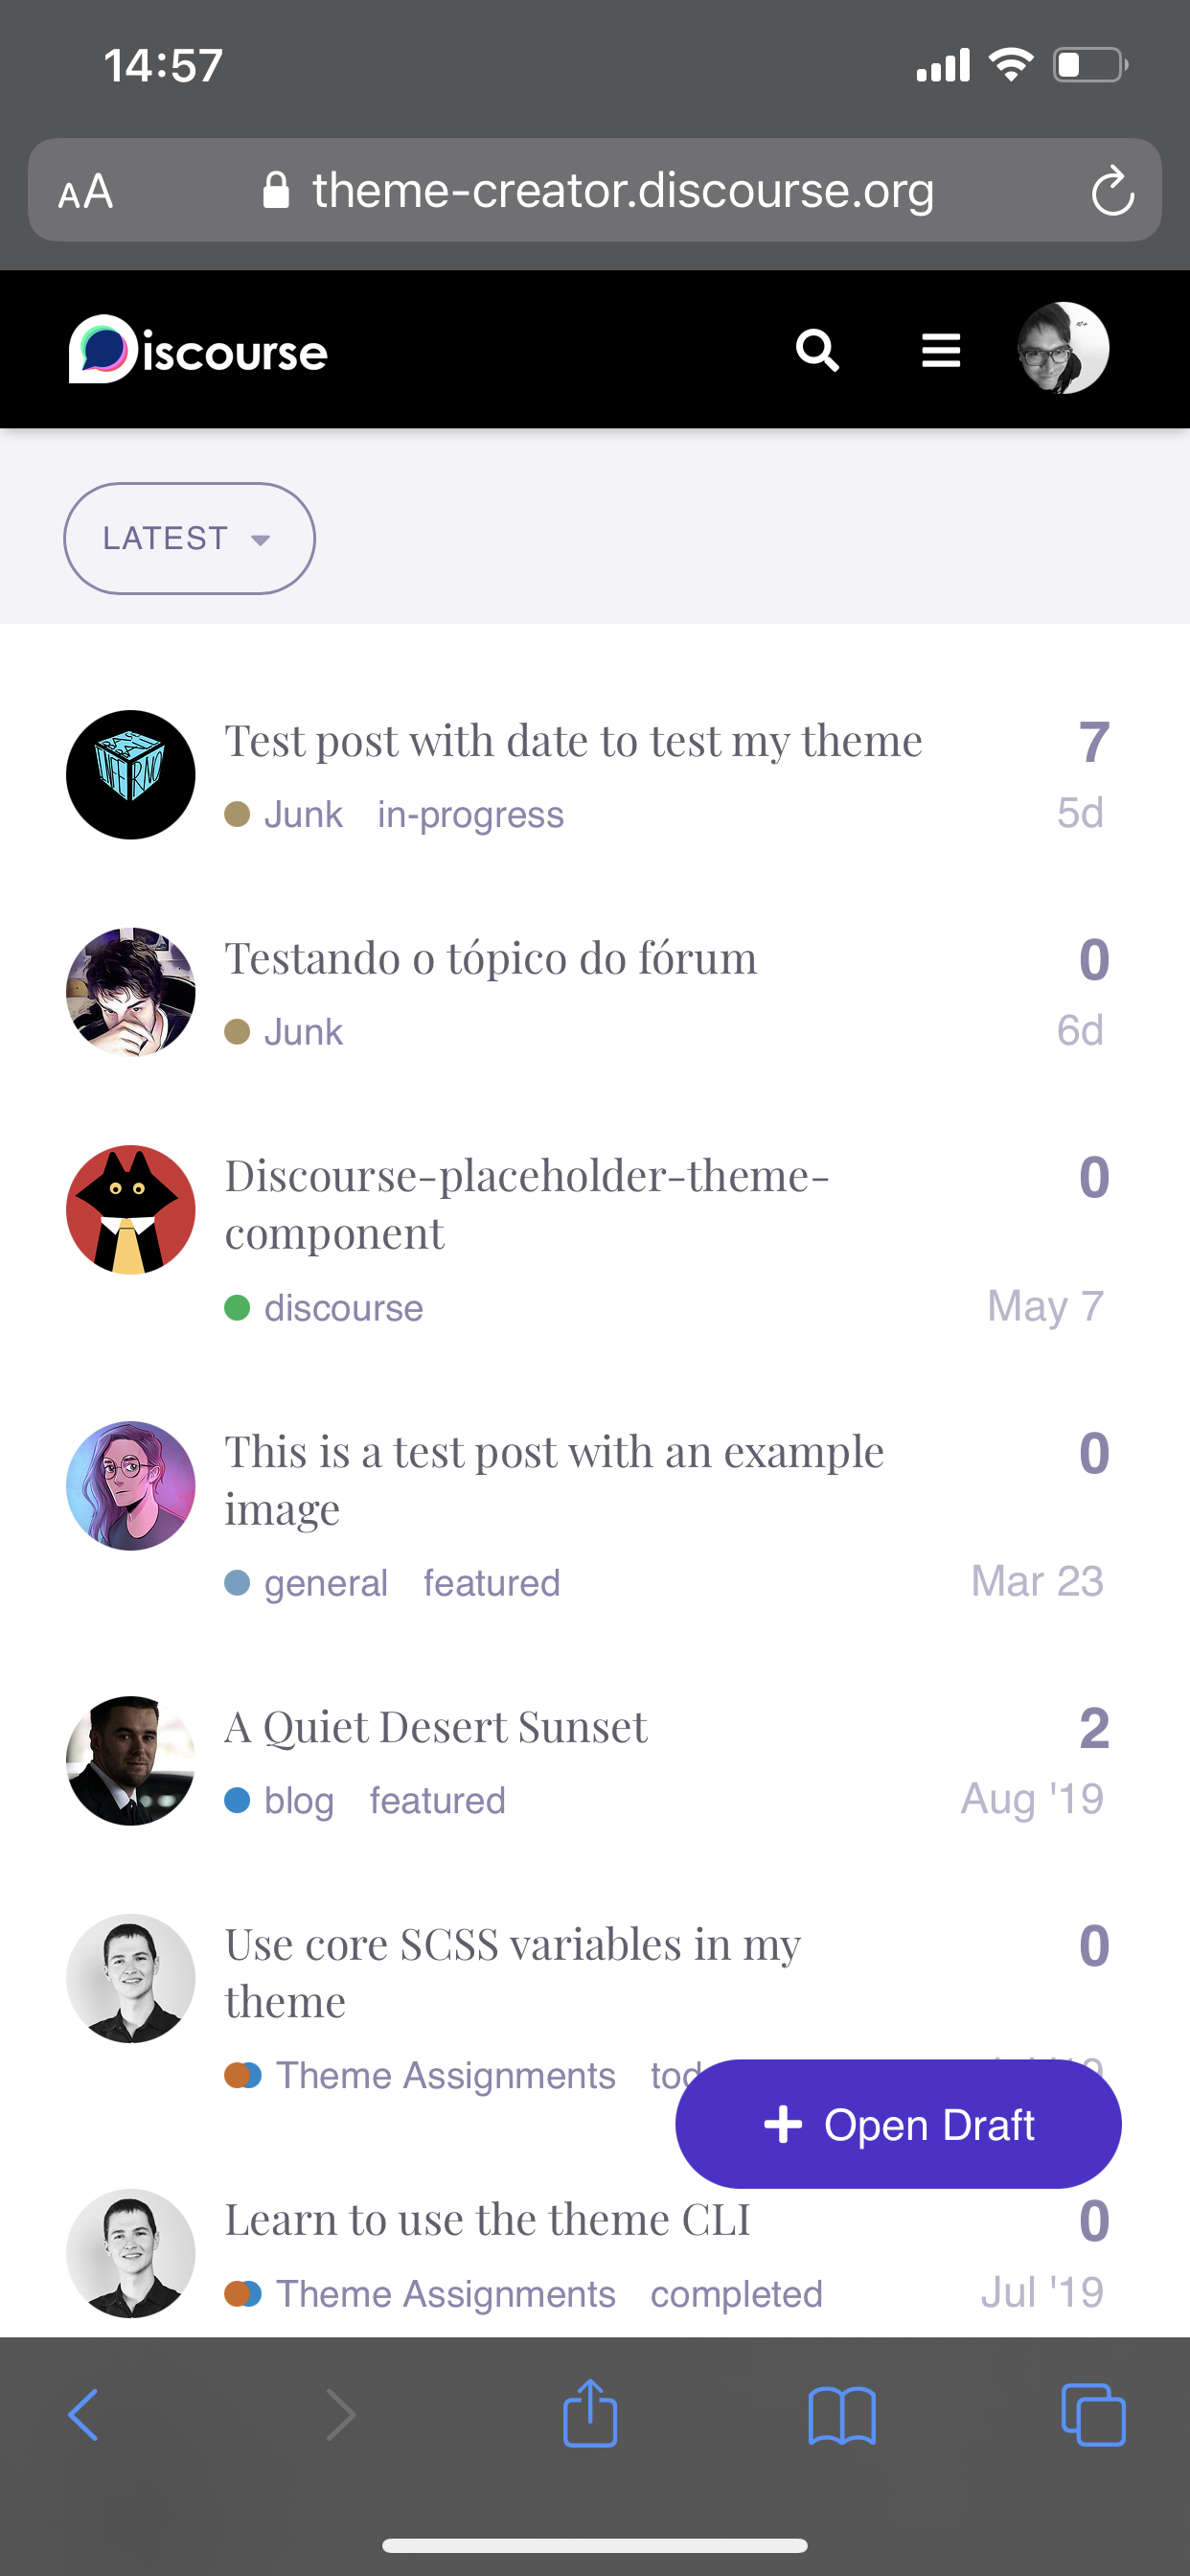 14:57
AA theme-creator.discourse.org
Discourse
LATEST
Test post with date to test my theme 7
Junk in-progress 5d
Testando o tópico do fórum 0
Junk 6d
Discourse-placeholder-theme- 0
component
discourse May 7
This is a test post with an example 0
image
general featured Mar 23
A Quiet Desert Sunset 2
blog featured Aug '19
Use core SCSS variables in my 0
theme
Theme Assignments
Open Draft
Learn to use the theme CLI 0
Theme Assignments completed Jul '19